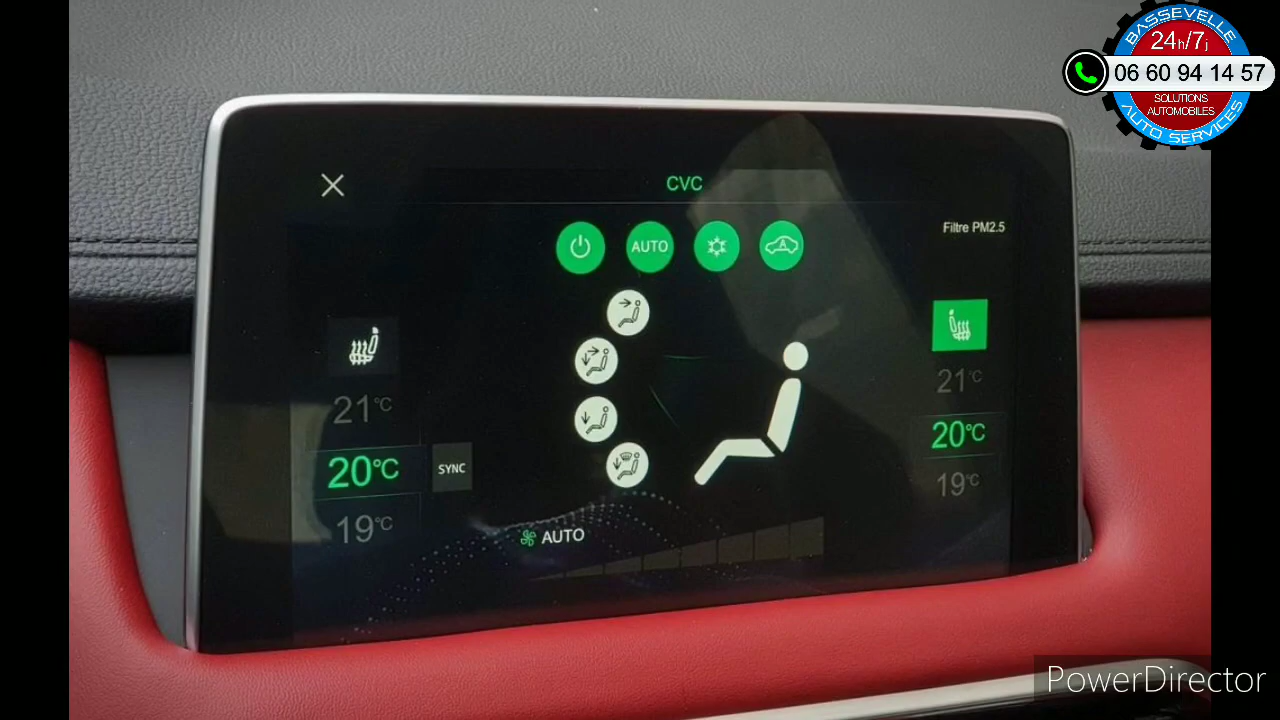 BASSEVELLE
24h/7j
06 60 94 14 57
SOLUTIONS
AUTOMOBILES
AUTO SERVICES
CVC
Filtre PM2.5
AUTO
A
21°C
20°C
19°C
SYNC
21°C
20°C
19°C
AUTO
PowerDirector